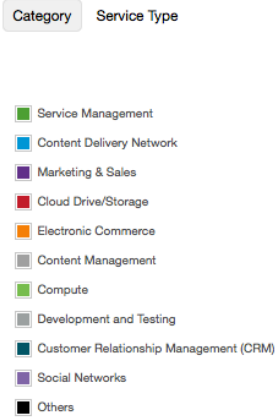 Category Service Type
Service Management
Content Delivery Network
Marketing & Sales
Cloud Drive/Storage
Electronic Commerce
Content Management
Compute
Development and Testing
Customer Relationship Management (CRM)
Social Networks
Others